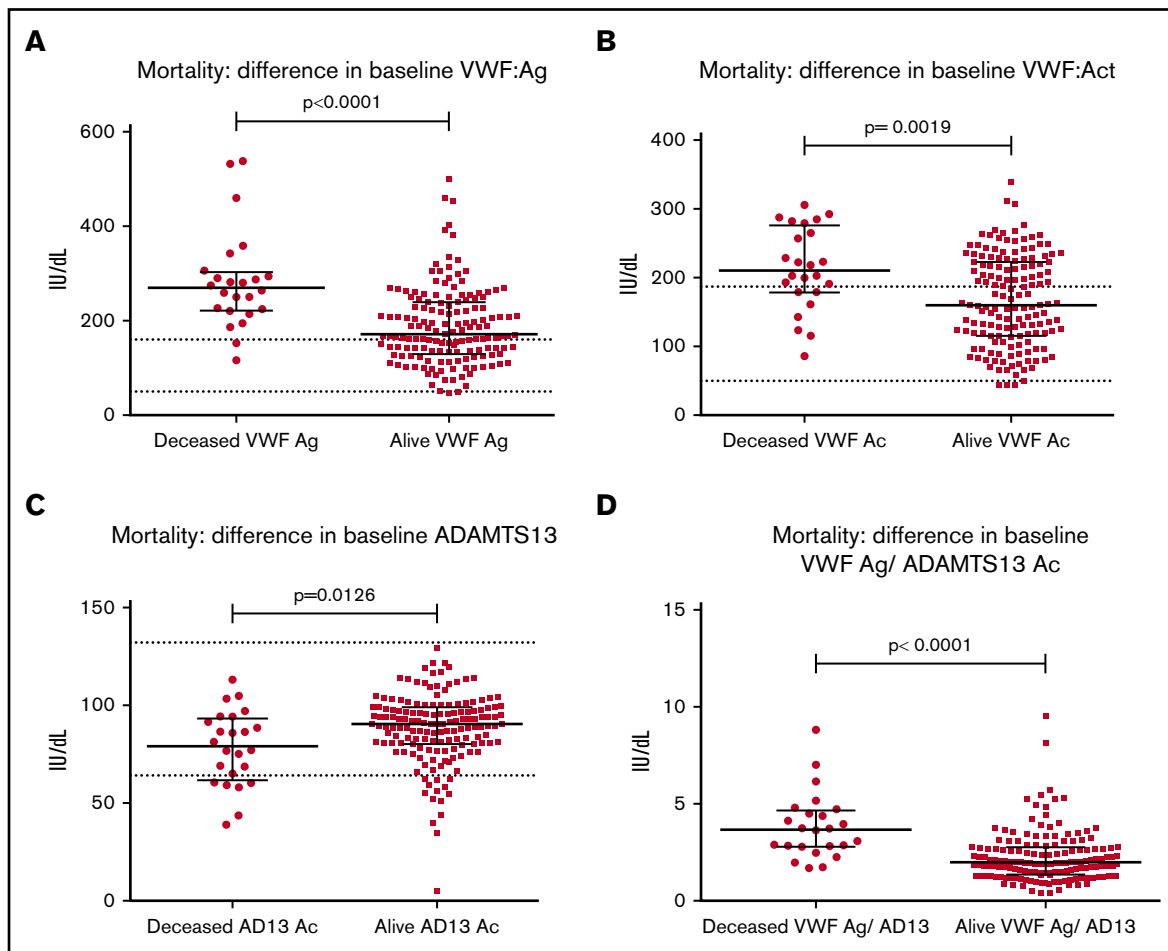 A
Mortality: difference in baseline VWF:Ag
p<0.0001
600
400
200
0
IU/dL
Deceased VWF Ag
Alive VWF Ag
B
Mortality: difference in baseline VWF:Act
p= 0.0019
400
300
200
100
0
IU/dL
Deceased VWF Ac
Alive VWF Ac
C
Mortality: difference in baseline ADAMTS13
p=0.0126
150
100
50
0
IU/dL
Deceased AD13 Ac
Alive AD13 Ac
D
Mortality: difference in baseline
VWF Ag/ ADAMTS13 Ac
p< 0.0001
15
10
5
0
IU/dL
Deceased VWF Ag/ AD13
Alive VWF Ag/ AD13